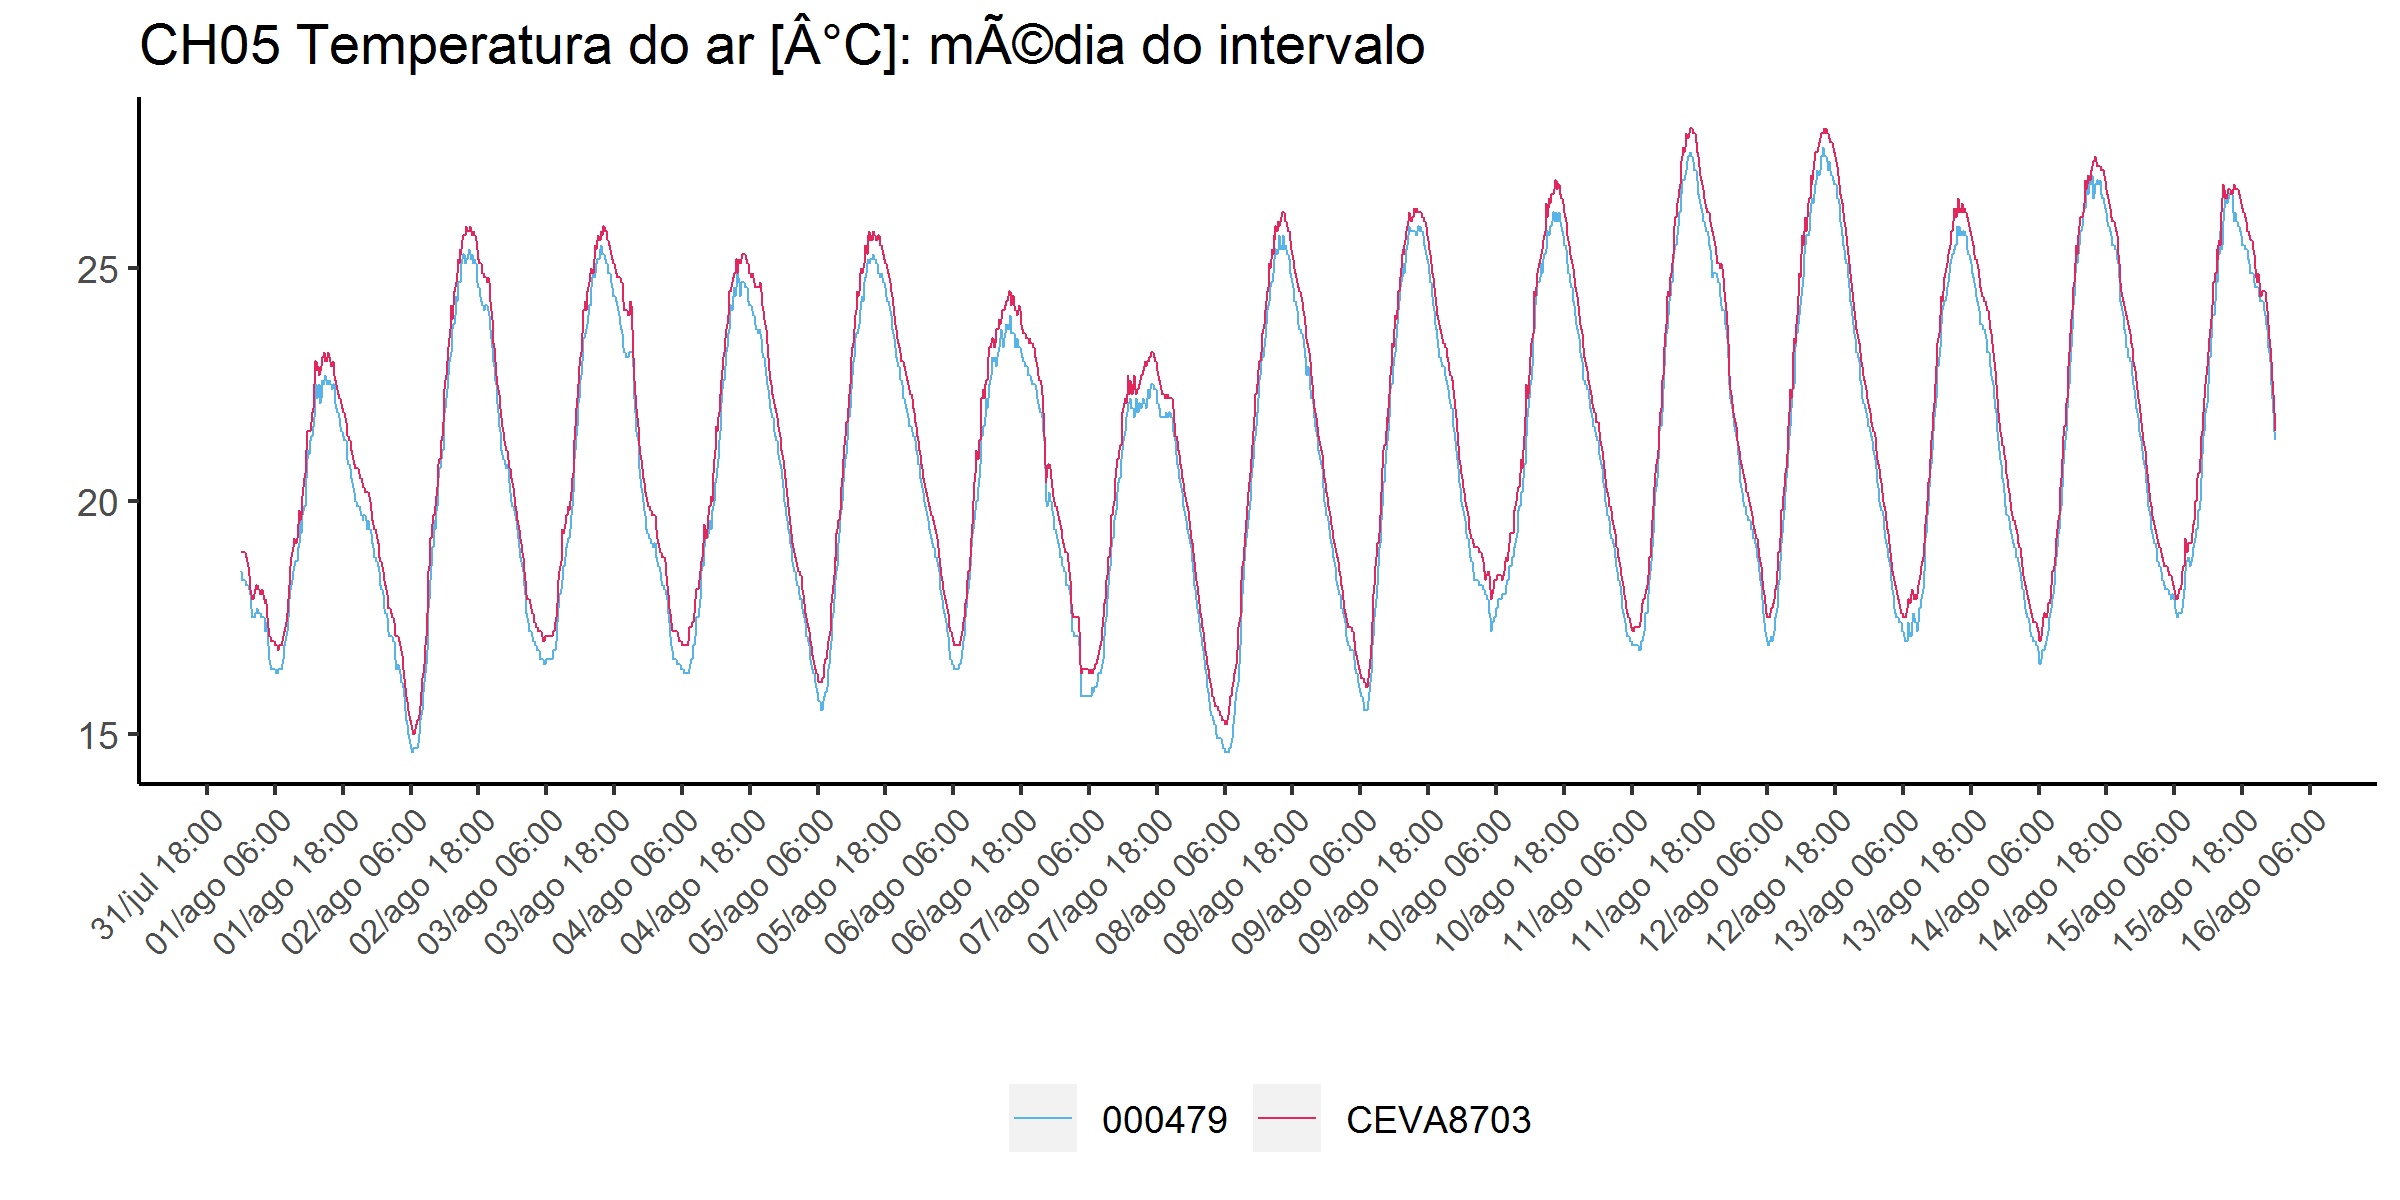 CH05 Temperatura do ar [Â°C]: mÃ©dia do intervalo
25
20
15
31/jul 18:00
01/ago 06:00
01/ago 18:00
02/ago 06:00
02/ago 18:00
03/ago 06:00
03/ago 18:00
04/ago 06:00
04/ago 18:00
05/ago 06:00
05/ago 18:00
06/ago 06:00
06/ago 18:00
07/ago 06:00
07/ago 18:00
08/ago 06:00
08/ago 18:00
09/ago 06:00
09/ago 18:00
10/ago 06:00
10/ago 18:00
11/ago 06:00
11/ago 18:00
12/ago 06:00
12/ago 18:00
13/ago 06:00
13/ago 18:00
14/ago 06:00
14/ago 18:00
15/ago 06:00
15/ago 18:00
16/ago 06:00
000479 CEVA8703